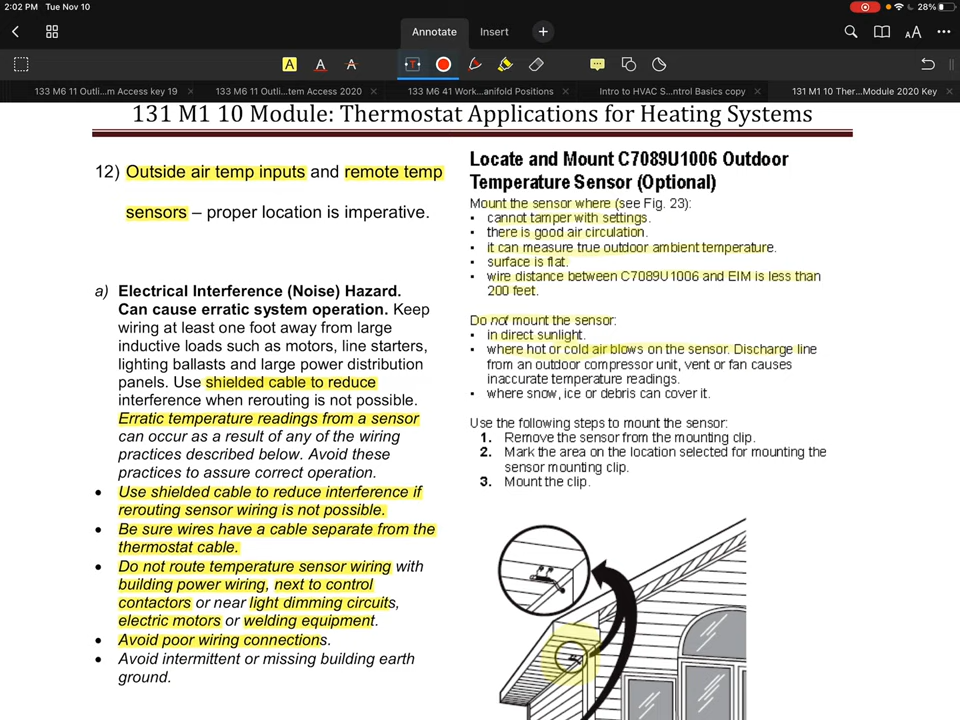 2:02 PM Tue Nov 10
28%
Annotate
Insert
AA
A A A
T
133 M6 11 Outli...m Access key 19
133 M6 11 Outli...tem Access 2020
133 M6 41 Work...anifold Positions
Intro to HVAC S...ntrol Basics copy
131 M1 10 Ther...Module 2020 Key
131 M1 10 Module: Thermostat Applications for Heating Systems
12) Outside air temp inputs and remote temp
sensors – proper location is imperative.
a) Electrical Interference (Noise) Hazard.
Can cause erratic system operation. Keep
wiring at least one foot away from large
inductive loads such as motors, line starters,
lighting ballasts and large power distribution
panels. Use shielded cable to reduce
interference when rerouting is not possible.
Erratic temperature readings from a sensor
can occur as a result of any of the wiring
practices described below. Avoid these
practices to assure correct operation.
• Use shielded cable to reduce interference if
rerouting sensor wiring is not possible.
• Be sure wires have a cable separate from the
thermostat cable.
• Do not route temperature sensor wiring with
building power wiring, next to control
contactors or near light dimming circuits,
electric motors or welding equipment.
• Avoid poor wiring connections.
• Avoid intermittent or missing building earth
ground.
Locate and Mount C7089U1006 Outdoor
Temperature Sensor (Optional)
Mount the sensor where (see Fig. 23):
• cannot tamper with settings.
• there is good air circulation.
• it can measure true outdoor ambient temperature.
• surface is flat.
• wire distance between C7089U1006 and EIM is less than
200 feet.
Do not mount the sensor:
• in direct sunlight.
• where hot or cold air blows on the sensor. Discharge line
from an outdoor compressor unit, vent or fan causes
inaccurate temperature readings.
• where snow, ice or debris can cover it.
Use the following steps to mount the sensor:
1. Remove the sensor from the mounting clip.
2. Mark the area on the location selected for mounting the
sensor mounting clip.
3. Mount the clip.